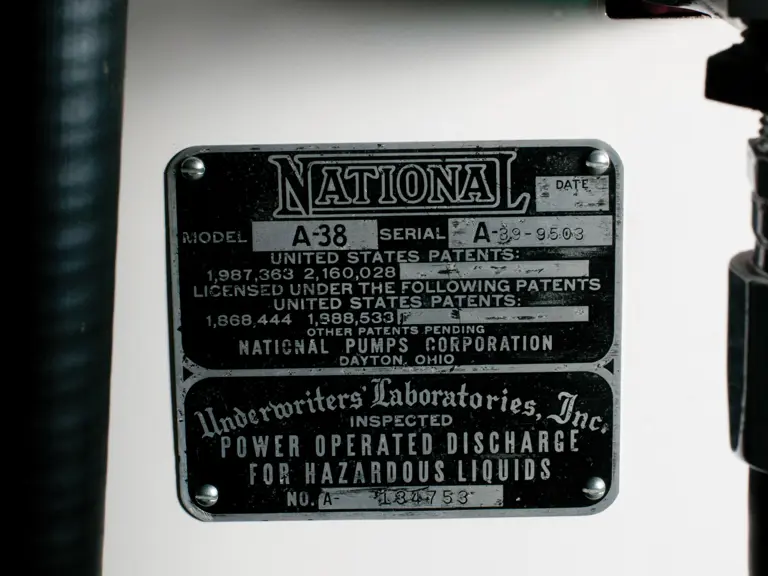 NATIONAL
DATE
MODEL A-38 SERIAL A-39-9503
UNITED STATES PATENTS:
1,987,363 2,160,028
LICENSED UNDER THE FOLLOWING PATENTS
UNITED STATES PATENTS:
1,868,444 1,388,533
OTHER PATENTS PENDING
NATIONAL PUMPS CORPORATION
DAYTON, OHIO
Underwriters' Laboratories, Inc.
INSPECTED
POWER OPERATED DISCHARGE
FOR HAZARDOUS LIQUIDS
NO. A- 134753